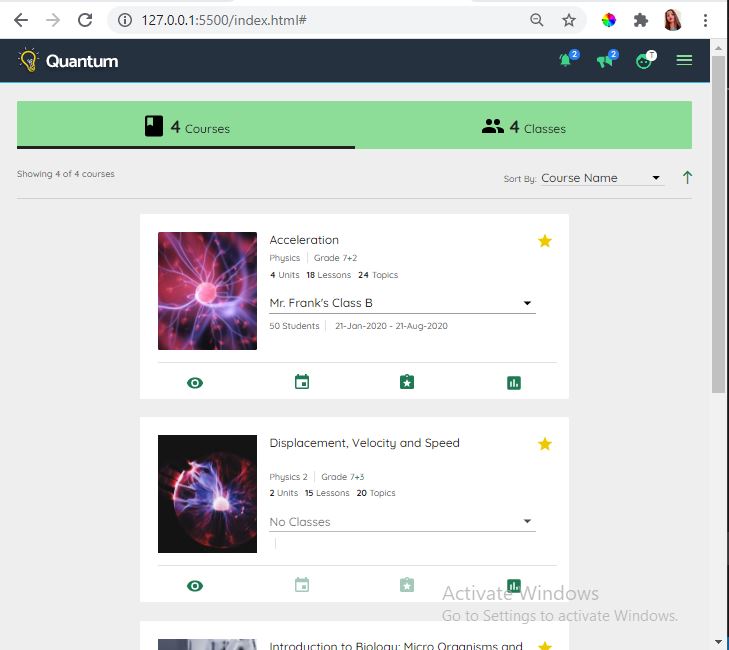 127.0.0.1:5500/index.html#
Quantum
2
2
T
4 Courses
4 Classes
Showing 4 of 4 courses
Sort By: Course Name
Acceleration
Physics | Grade 7+2
4 Units 18 Lessons 24 Topics
Mr. Frank's Class B
50 Students | 21-Jan-2020 - 21-Aug-2020
Displacement, Velocity and Speed
Physics 2 | Grade 7+3
2 Units 15 Lessons 20 Topics
No Classes
Activate Windows
Go to Settings to activate Windows.
Introduction to Biology: Micro Organisms and